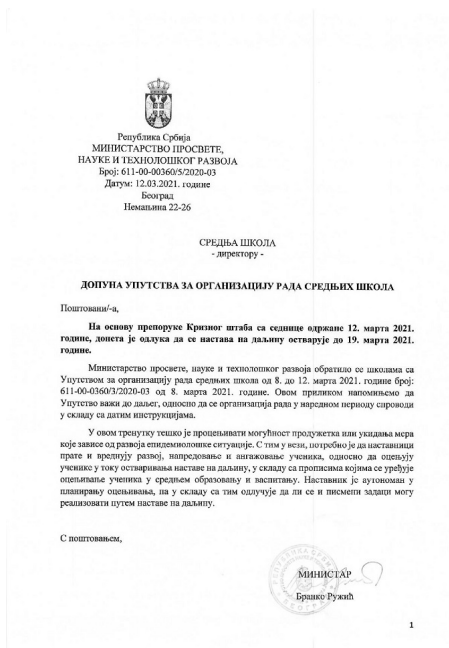 Република Србија
МИНИСТАРСТВО ПРОСВЕТЕ,
НАУКЕ И ТЕХНОЛОШКОГ РАЗВОЈА
Број: 611-00-00360/5/2020-03
Датум: 12.03.2021. године
Београд
Немањина 22-26
СРЕДЊА ШКОЛА
- директору -
ДОПУНА УПУТСТВА ЗА ОРГАНИЗАЦИЈУ РАДА СРЕДЊИХ ШКОЛА
Поштовани/-а,
На основу препоруке Кризног штаба са седнице одржане 12. марта 2021.
године, донета је одлука да се настава на даљину остварује до 19. марта 2021.
године.
Министарство просвете, науке и технолошког развоја обратило се школама са
Упутством за организацију рада средњих школа од 8. до 12. марта 2021. године број:
611-00-00360/3/2020-03 од 8. марта 2021. године. Овом приликом напомињемо да
Упутство важи до даљег, односно да се организација рада у наредном периоду спроводи
у складу са датим инструкцијама.
У овом тренутку тешко је процењивати могућност продужетка или укидања мера
које зависе од развоја епидемиолошке ситуације. С тим у вези, потребно је да наставници
прате и вреднују развој, напредовање и ангажовање ученика, односно да оцењују
ученике у току остваривања наставе на даљину, у складу са прописима којима се уређује
оцењивање ученика у средњем образовању и васпитању. Наставник је аутономан у
планирању оцењивања, па у складу са тим одлучује да ли се и писмени задаци могу
реализовати путем наставе на даљину.
С поштовањем,
МИНИСТАР
Бранко Ружић
1